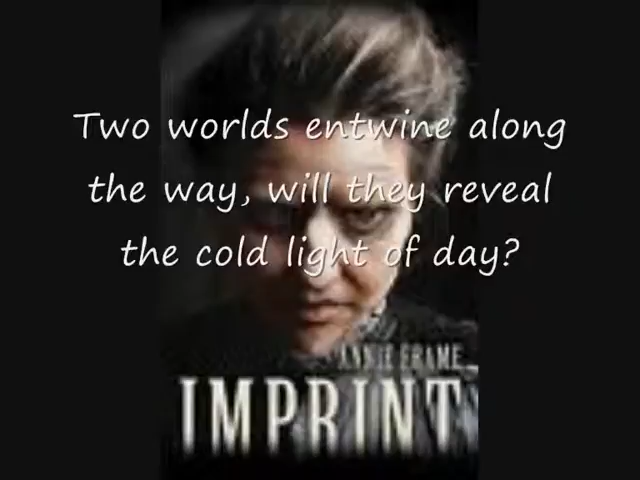 Two worlds entwine along
the way, will they reveal
the cold light of day?
ANNIE FRAME
IMPRINT